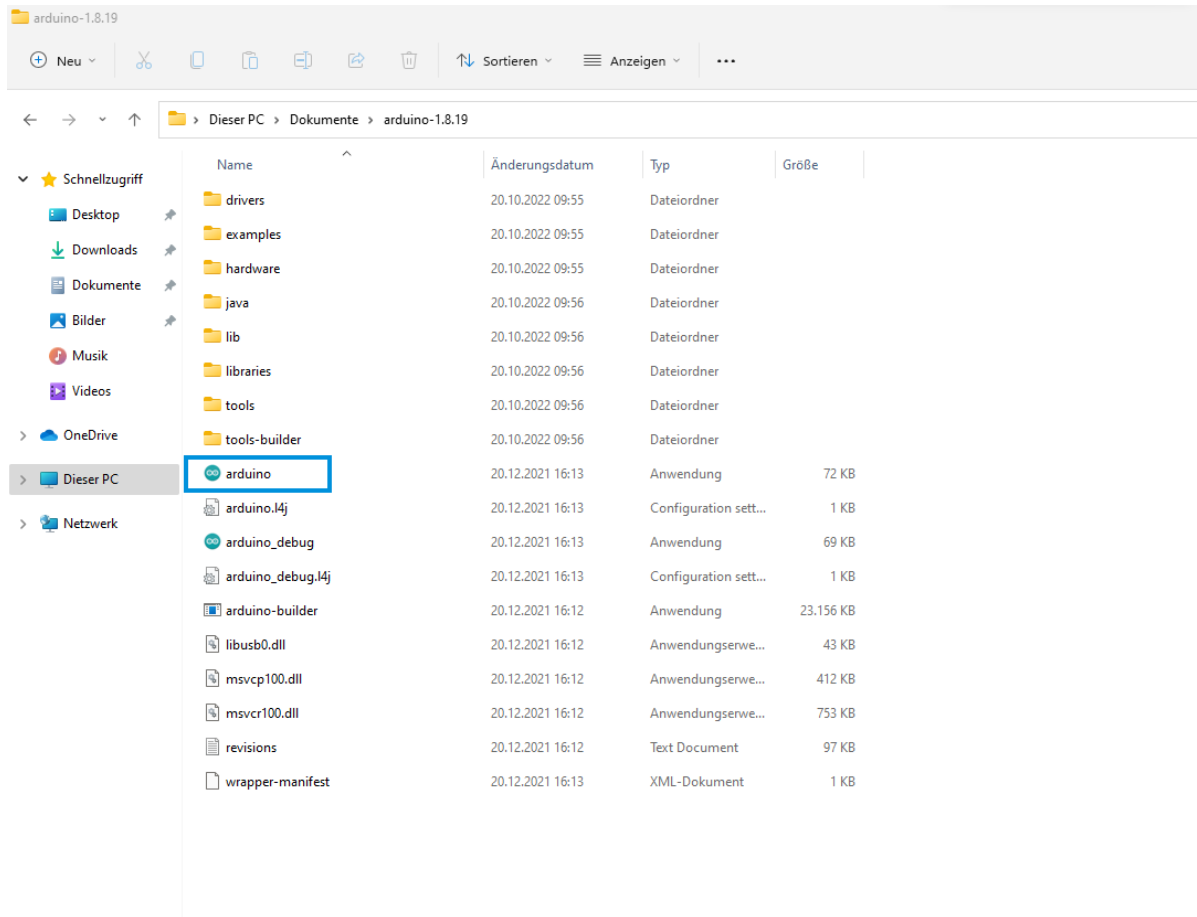 arduino-1.8.19
Neu
Sortieren
Anzeigen
Dieser PC > Dokumente > arduino-1.8.19
Schnellzugriff
Desktop
Downloads
Dokumente
Bilder
Musik
Videos
OneDrive
Dieser PC
Netzwerk
Name Änderungsdatum Typ Größe
drivers 20.10.2022 09:55 Dateiordner
examples 20.10.2022 09:55 Dateiordner
hardware 20.10.2022 09:55 Dateiordner
java 20.10.2022 09:56 Dateiordner
lib 20.10.2022 09:56 Dateiordner
libraries 20.10.2022 09:56 Dateiordner
tools 20.10.2022 09:56 Dateiordner
tools-builder 20.10.2022 09:56 Dateiordner
arduino 20.12.2021 16:13 Anwendung 72 KB
arduino.l4j 20.12.2021 16:13 Configuration sett... 1 KB
arduino_debug 20.12.2021 16:13 Anwendung 69 KB
arduino_debug.l4j 20.12.2021 16:13 Configuration sett... 1 KB
arduino-builder 20.12.2021 16:12 Anwendung 23.156 KB
libusb0.dll 20.12.2021 16:12 Anwendungserwe... 43 KB
msvcp100.dll 20.12.2021 16:12 Anwendungserwe... 412 KB
msvcr100.dll 20.12.2021 16:12 Anwendungserwe... 753 KB
revisions 20.12.2021 16:12 Text Document 97 KB
wrapper-manifest 20.12.2021 16:13 XML-Dokument 1 KB